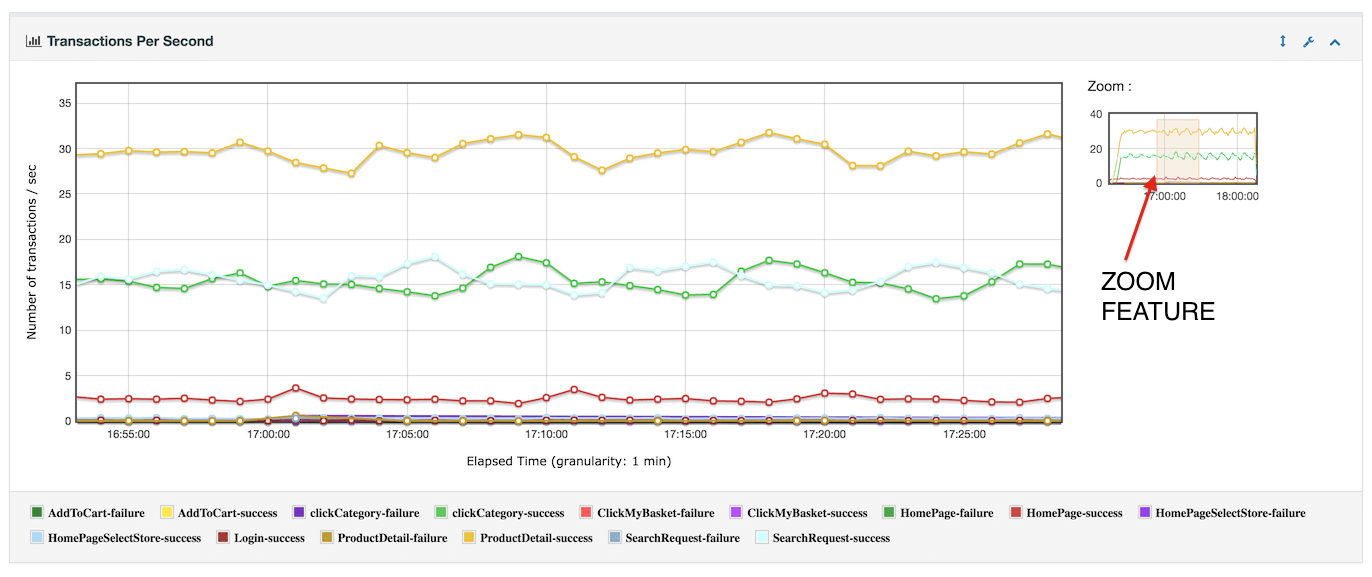 Transactions Per Second
Zoom :
40
20
0
17:00:00 18:00:00
ZOOM
FEATURE
Number of transactions / sec
35
30
25
20
15
10
5
0
16:55:00 17:00:00 17:05:00 17:10:00 17:15:00 17:20:00 17:25:00
Elapsed Time (granularity: 1 min)
AddToCart-failure AddToCart-success clickCategory-failure clickCategory-success ClickMyBasket-failure ClickMyBasket-success HomePage-failure HomePage-success HomePageSelectStore-failure
HomePageSelectStore-success Login-success ProductDetail-failure ProductDetail-success SearchRequest-failure SearchRequest-success